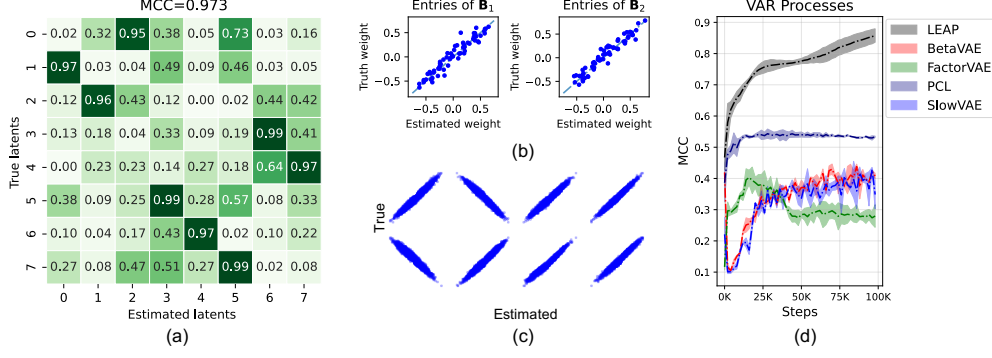 MCC=0.973
True latents
0 0.02 0.32 0.95 0.38 0.05 0.73 0.03 0.16
1 0.97 0.03 0.04 0.49 0.09 0.46 0.03 0.05
2 0.12 0.96 0.43 0.12 0.00 0.02 0.44 0.42
3 0.13 0.18 0.04 0.33 0.09 0.19 0.99 0.41
4 0.00 0.23 0.23 0.14 0.27 0.18 0.64 0.97
5 0.38 0.09 0.25 0.99 0.28 0.57 0.08 0.33
6 0.10 0.04 0.17 0.43 0.97 0.02 0.10 0.22
7 0.27 0.08 0.47 0.51 0.27 0.99 0.02 0.08
0 1 2 3 4 5 6 7
Estimated latents
(a)
Entries of B₁
Truth weight
0.5
0.0
−0.5
−0.5 0.0 0.5
Estimated weight
Entries of B₂
Truth weight
0.5
0.0
−0.5
−0.5 0.0 0.5
Estimated weight
(b)
True
Estimated
(c)
VAR Processes
MCC
0.9
0.8
0.7
0.6
0.5
0.4
0.3
0.2
0.1
0K 25K 50K 75K 100K
Steps
(d)
LEAP
BetaVAE
FactorVAE
PCL
SlowVAE